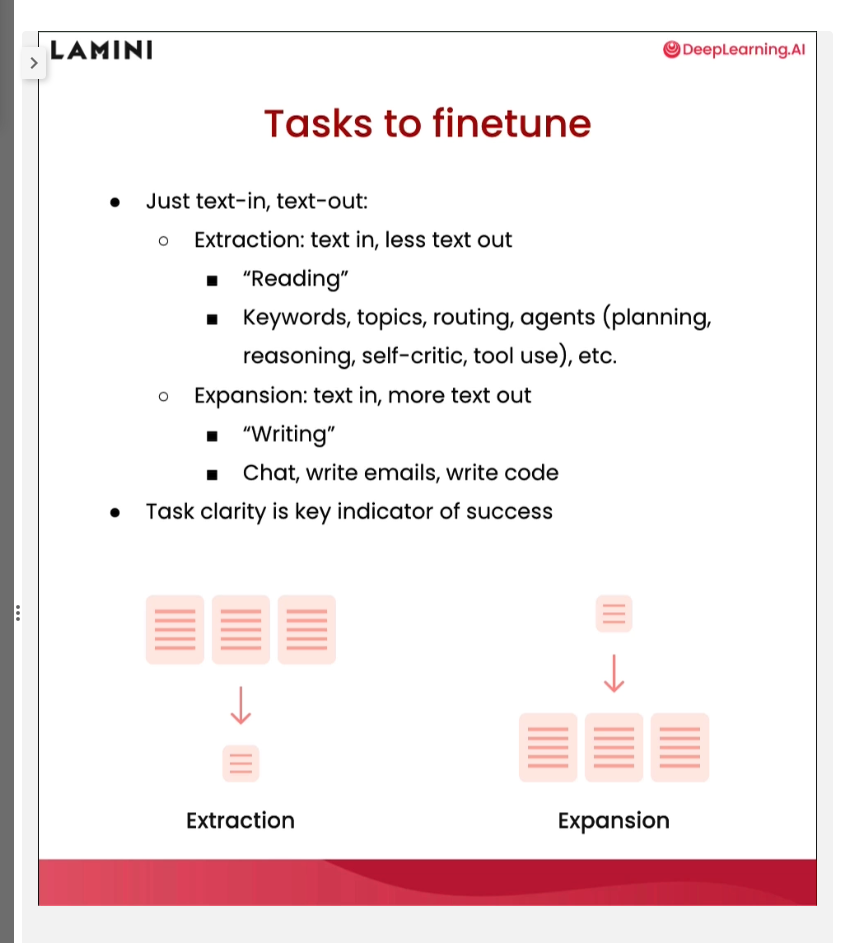 LAMINI
DeepLearning.AI
Tasks to finetune
● Just text-in, text-out:
○ Extraction: text in, less text out
■ “Reading”
■ Keywords, topics, routing, agents (planning,
reasoning, self-critic, tool use), etc.
○ Expansion: text in, more text out
■ “Writing”
■ Chat, write emails, write code
● Task clarity is key indicator of success
Extraction
Expansion